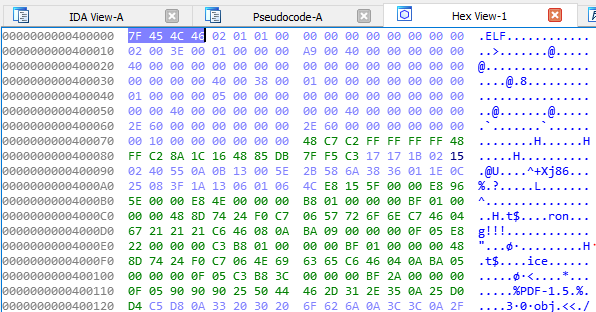 IDA View-A Pseudocode-A Hex View-1
0000000000400000 7F 45 4C 46 02 01 01 00 00 00 00 00 00 00 00 00 .ELF............
0000000000400010 02 00 3E 00 01 00 00 00 A9 00 40 00 00 00 00 00 ..>.......@.....
0000000000400020 40 00 00 00 00 00 00 00 00 00 00 00 00 00 00 00 @...............
0000000000400030 00 00 00 00 40 00 38 00 01 00 00 00 00 00 00 00 ....@.8.........
0000000000400040 01 00 00 00 05 00 00 00 00 00 00 00 00 00 00 00 ................
0000000000400050 00 00 40 00 00 00 00 00 00 00 40 00 00 00 00 00 ..@.......@.....
0000000000400060 2E 60 00 00 00 00 00 00 2E 60 00 00 00 00 00 00 .`.......`......
0000000000400070 00 10 00 00 00 00 00 00 48 C7 C2 FF FF FF FF 48 ........H......H
0000000000400080 FF C2 8A 1C 16 48 85 DB 7F F5 C3 17 17 1B 02 15 .....H..........
0000000000400090 02 40 55 0A 0B 13 00 5E 2B 58 6A 38 36 01 1E 0C .@U....^+Xj86...
00000000004000A0 25 08 3F 1A 13 06 01 06 4C E8 15 5F 00 00 E8 96 %.?.....L.......
00000000004000B0 5E 00 00 E8 4E 00 00 00 B8 01 00 00 00 BF 01 00 ^...............
00000000004000C0 00 00 48 8D 74 24 F0 C7 06 57 72 6F 6E C7 46 04 ..H.t$....ron.
00000000004000D0 67 21 21 21 C6 46 08 0A BA 09 00 00 00 0F 05 E8 g!!!............
00000000004000E0 22 00 00 00 C3 B8 01 00 00 00 BF 01 00 00 00 48 "...ø·.........H
00000000004000F0 8D 74 24 F0 C7 06 4E 69 63 65 C6 46 04 0A BA 05 .t$....ice......
0000000000400100 00 00 00 0F 05 C3 B8 3C 00 00 00 BF 2A 00 00 00 .....ø·<....*...
0000000000400110 0F 05 90 90 90 25 50 44 46 2D 31 2E 35 0A 25 D0 .....%PDF-1.5.%.
0000000000400120 D4 C5 D8 0A 33 20 30 20 6F 62 6A 0A 3C 3C 0A 2F ....3·0·obj.<<./